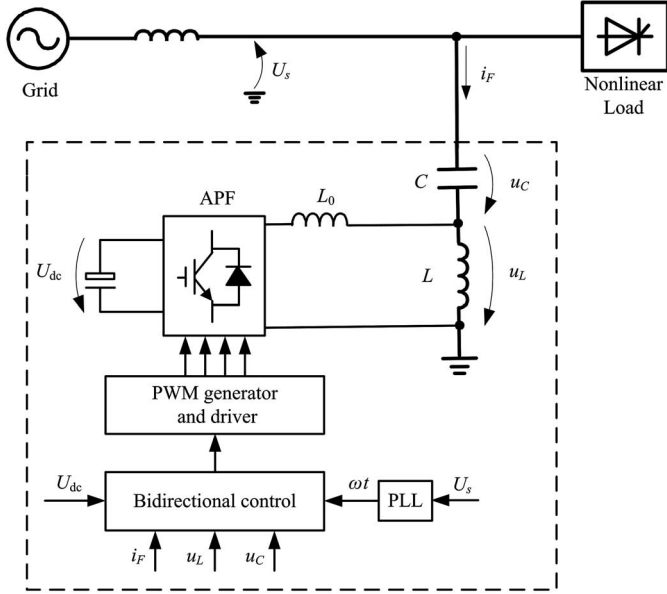 Grid
U_s
i_F
Nonlinear
Load
C
u_C
APF
L_0
U_dc
L
u_L
PWM generator
and driver
U_dc
Bidirectional control
ωt
PLL
U_s
i_F
u_L
u_C